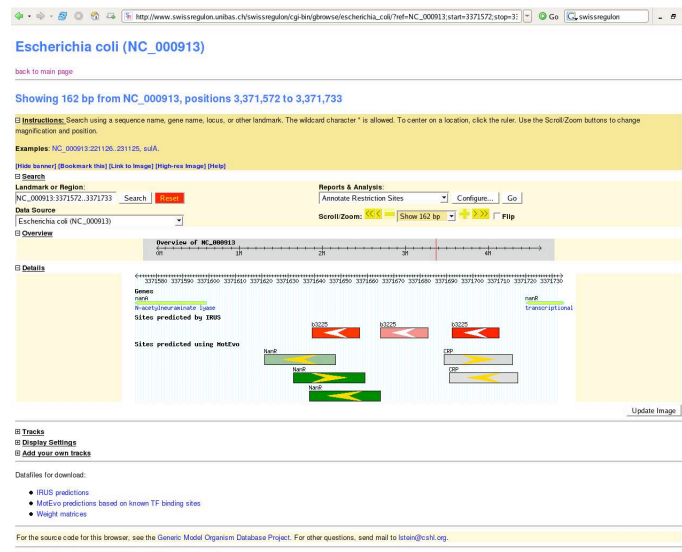 http://www.swissregulon.unibas.ch/swissregulon/cgi-bin/gbrowse/escherichia_coli/?ref=NC_000913;start=3371572;stop=33 Go swissregulon
Escherichia coli (NC_000913)
back to main page
Showing 162 bp from NC_000913, positions 3,371,572 to 3,371,733
Instructions: Search using a sequence name, gene name, locus, or other landmark. The wildcard character * is allowed. To center on a location, click the ruler. Use the Scroll/Zoom buttons to change
magnification and position.
Examples: NC_000913:221126..231125, sulA.
[Hide banner] [Bookmark this] [Link to Image] [High-res Image] [Help]
Search
Landmark or Region: Reports & Analysis:
NC_000913:3371572..3371733 Search Reset Annotate Restriction Sites Configure... Go
Data Source
Escherichia coli (NC_000913) Scroll/Zoom: Show 162 bp Flip
Overview
Overview of NC_000913
0M 1M 2M 3M 4M
Details
3371580 3371590 3371600 3371610 3371620 3371630 3371640 3371650 3371660 3371670 3371680 3371690 3371700 3371710 3371720 3371730
Genes
nanA nanR
N-acetylneuraminate lyase transcriptional
Sites predicted by IRUS
b3225 b3225 b3225
Sites predicted using MotEvo
NanR CRP
NanR CRP
NanR
Update Image
Tracks
Display Settings
Add your own tracks
Datafiles for download:
IRUS predictions
MotEvo predictions based on known TF binding sites
Weight matrices
For the source code for this browser, see the Generic Model Organism Database Project. For other questions, send mail to lstein@cshl.org.